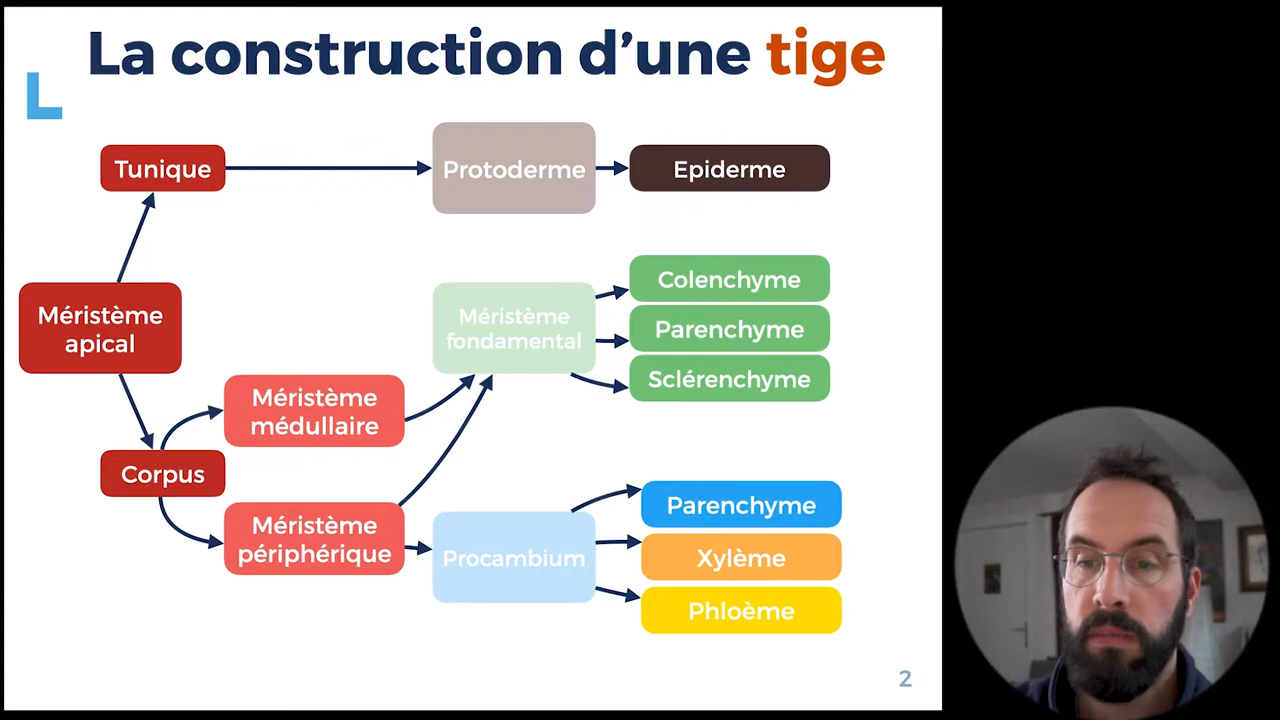 La construction d'une tige
Tunique
Protoderme
Epiderme
Méristème
apical
Méristème
fondamental
Colenchyme
Parenchyme
Sclérenchyme
Méristème
médullaire
Corpus
Méristème
périphérique
Procambium
Parenchyme
Xylème
Phloème
2